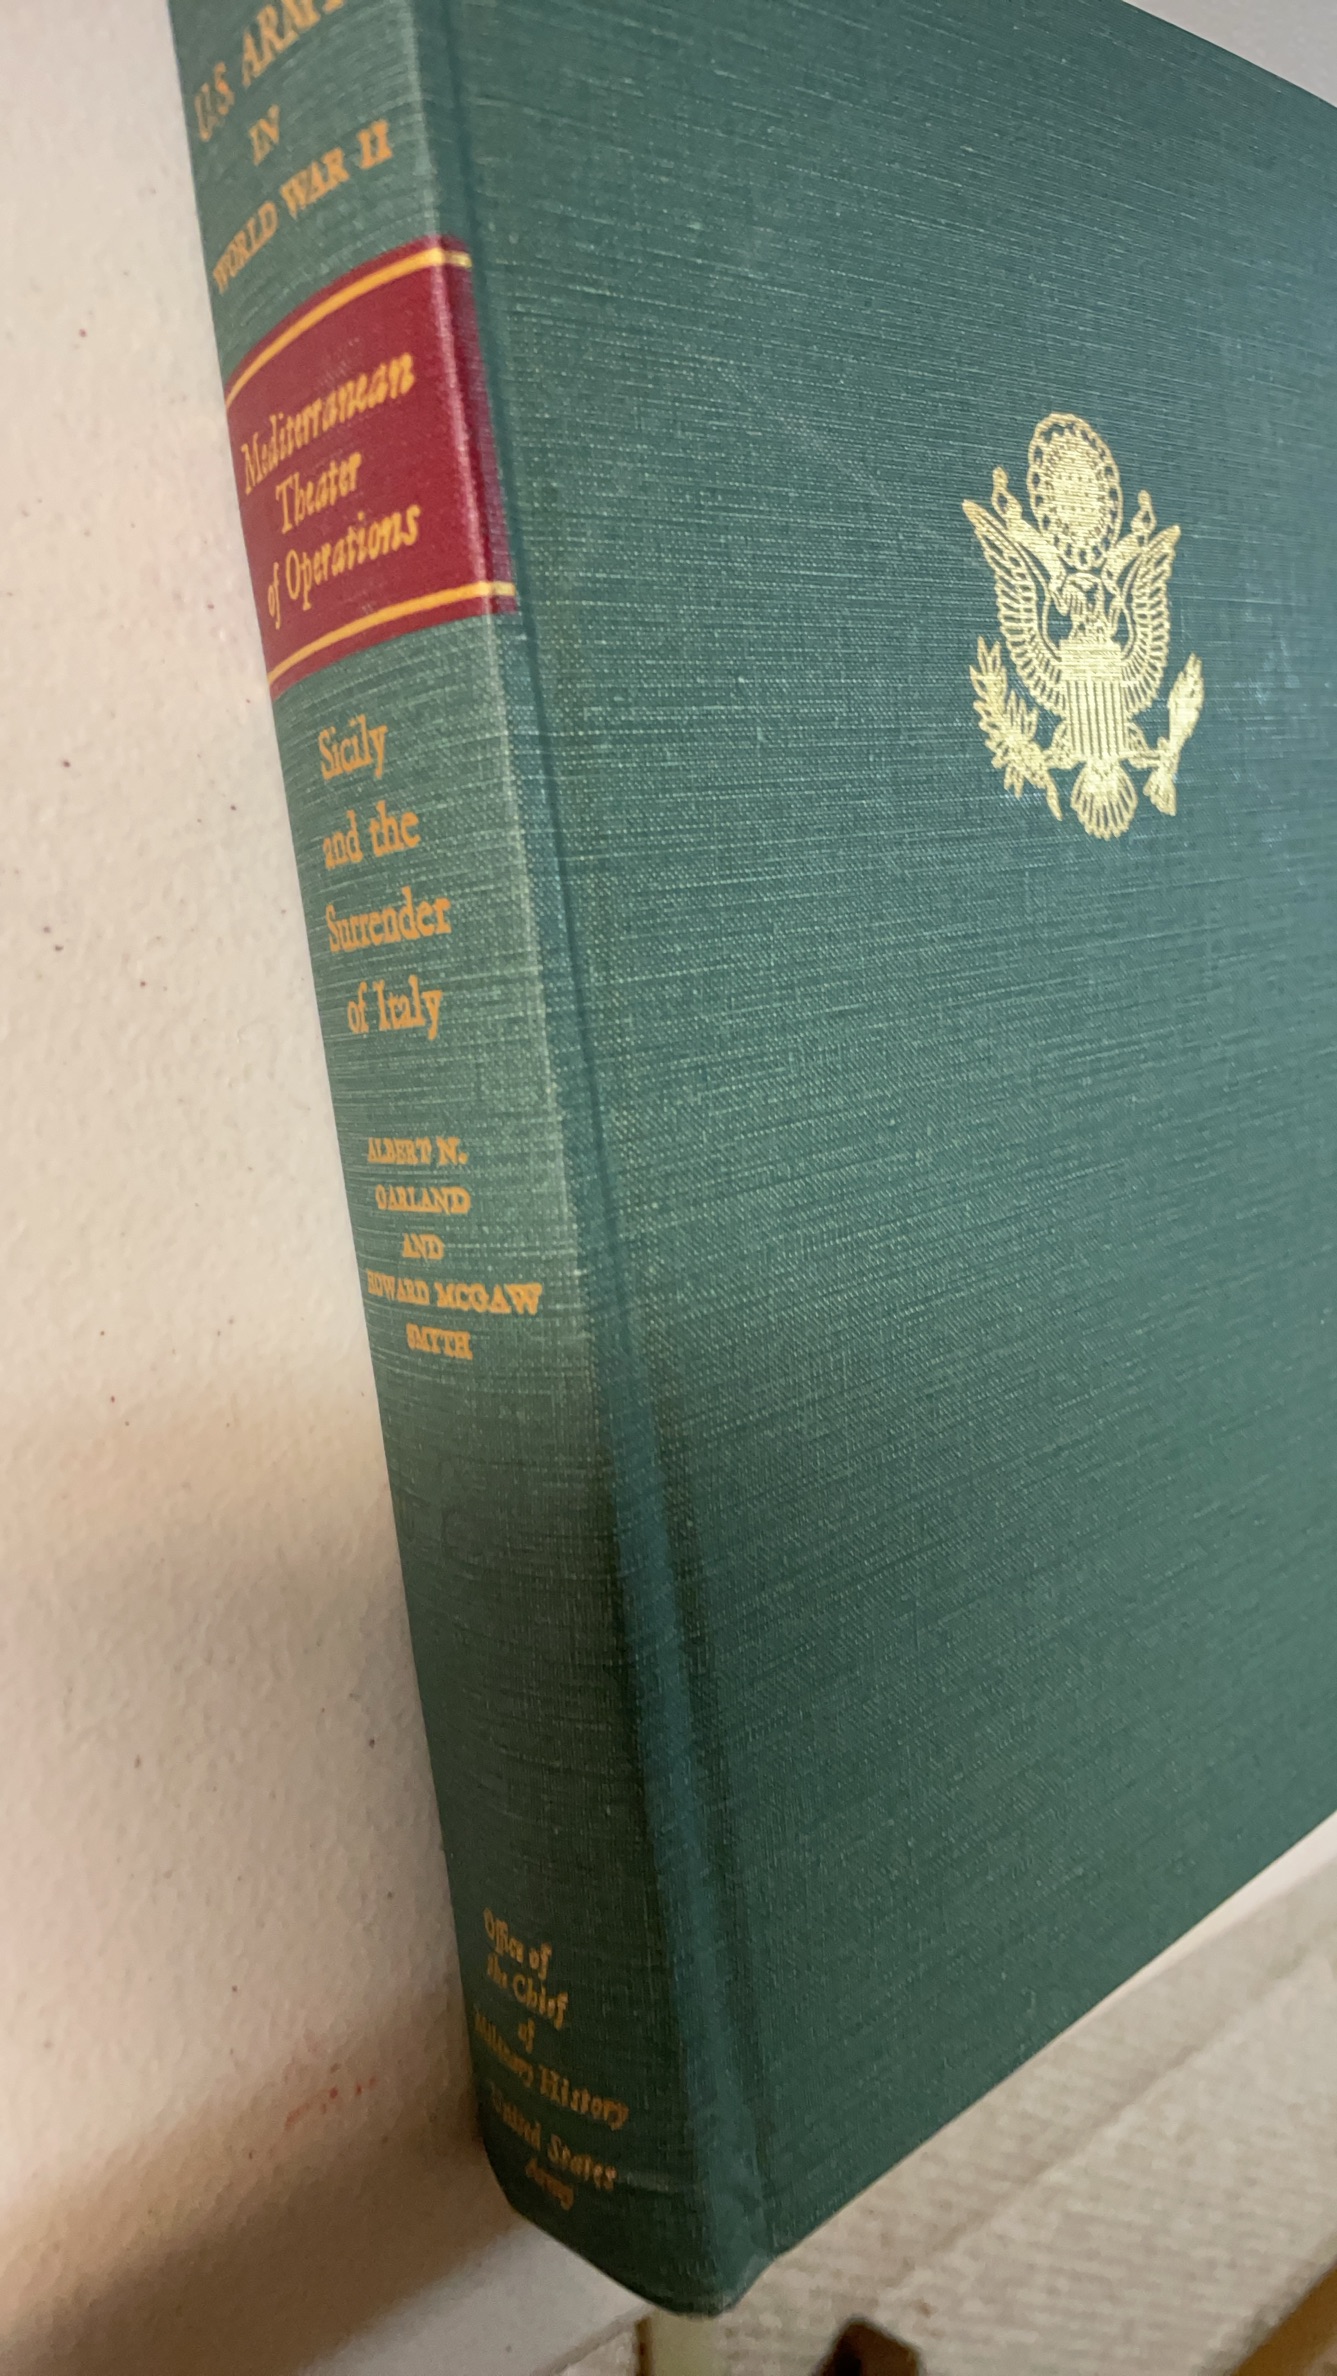 U.S. ARMY
IN
WORLD WAR II
Mediterranean
Theater
of Operations
Sicily
and the
Surrender
of Italy
ALBERT N.
GARLAND
AND
HOWARD MCGAW
SMYTH
Office of
the Chief
of
Military History
United States
Army